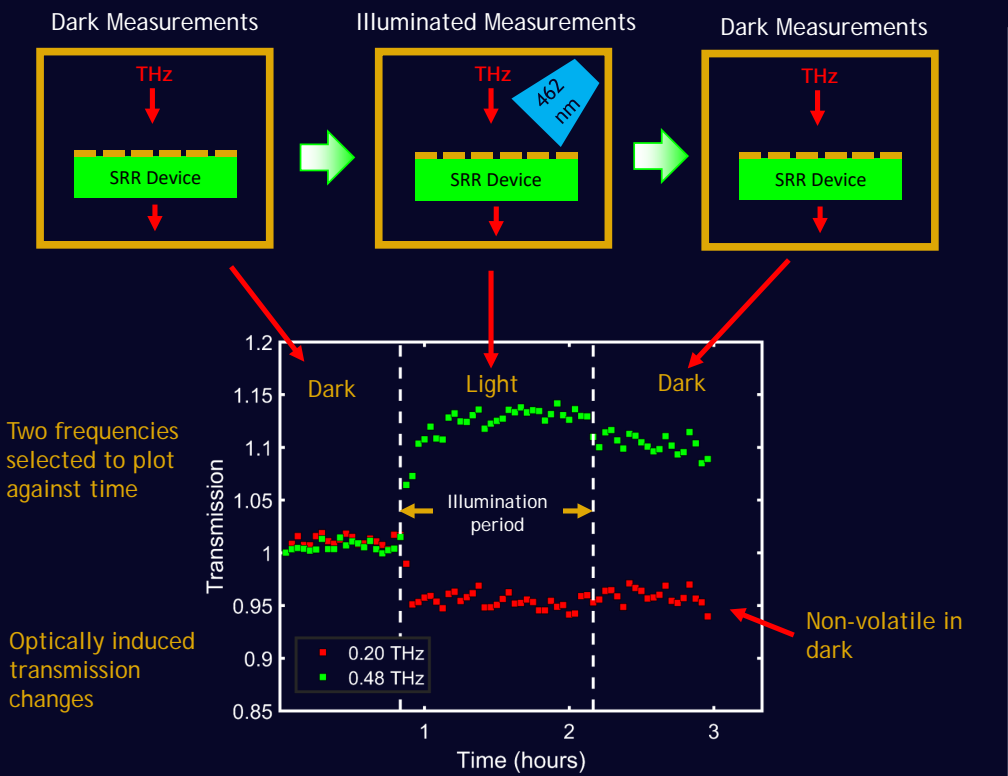 Dark Measurements
Illuminated Measurements
Dark Measurements
THz
SRR Device
THz
462
nm
SRR Device
THz
SRR Device
1.2
1.15
1.1
1.05
1
0.95
0.9
0.85
Transmission
Dark
Light
Dark
Illumination
period
0.20 THz
0.48 THz
1
2
3
Time (hours)
Two frequencies
selected to plot
against time
Optically induced
transmission
changes
Non-volatile in
dark